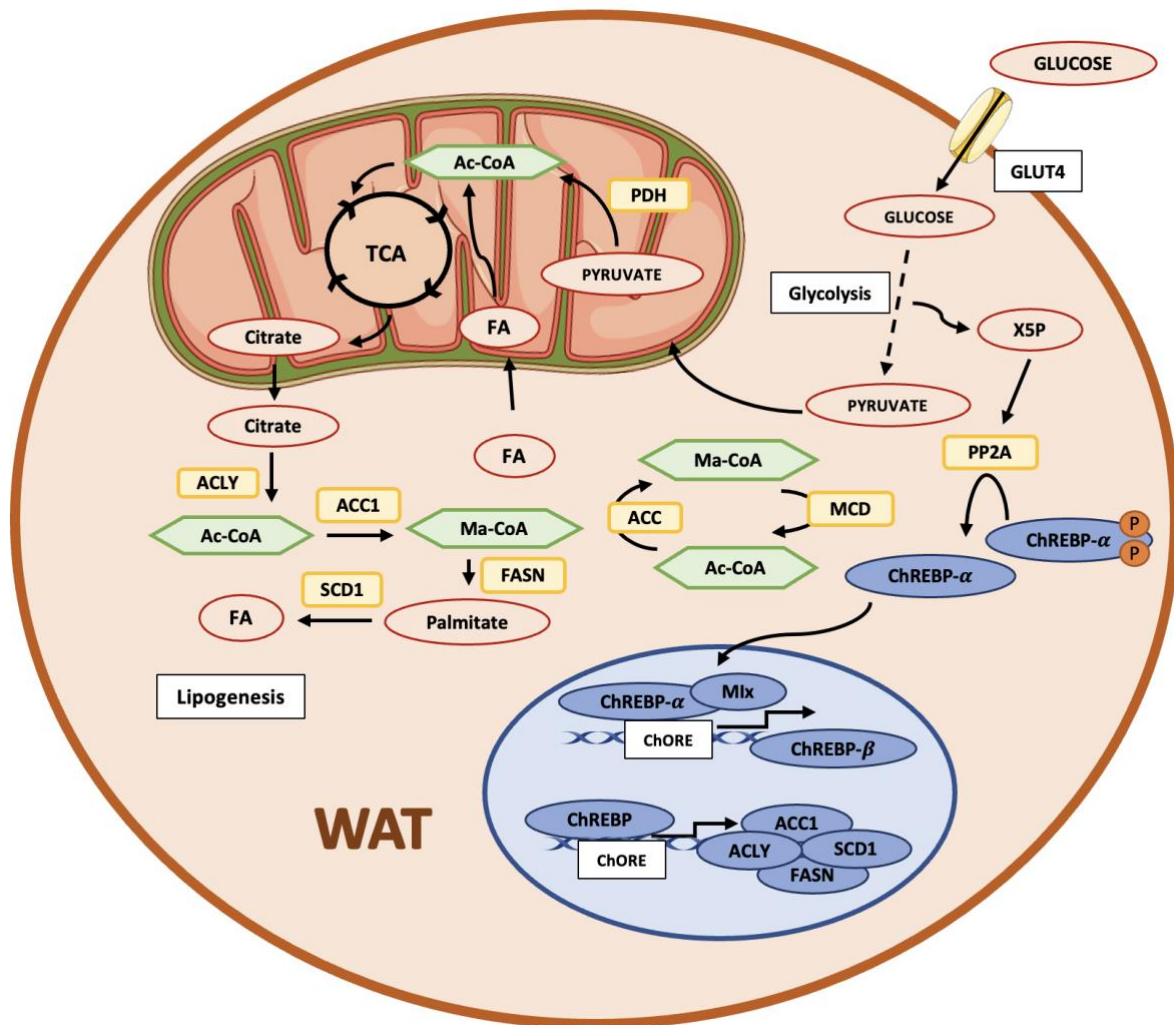 GLUCOSE
GLUT4
GLUCOSE
Ac-CoA
PDH
TCA
PYRUVATE
Glycolysis
X5P
Citrate
FA
PYRUVATE
Citrate
FA
Ma-CoA
PP2A
ACLY
ACC1
ACC
MCD
ChREBP-α
P
P
Ac-CoA
Ma-CoA
Ac-CoA
ChREBP-α
SCD1
FASN
FA
Palmitate
Lipogenesis
ChREBP-α
Mlx
ChORE
ChREBP-β
WAT
ChREBP
ACC1
ChORE
ACLY
SCD1
FASN